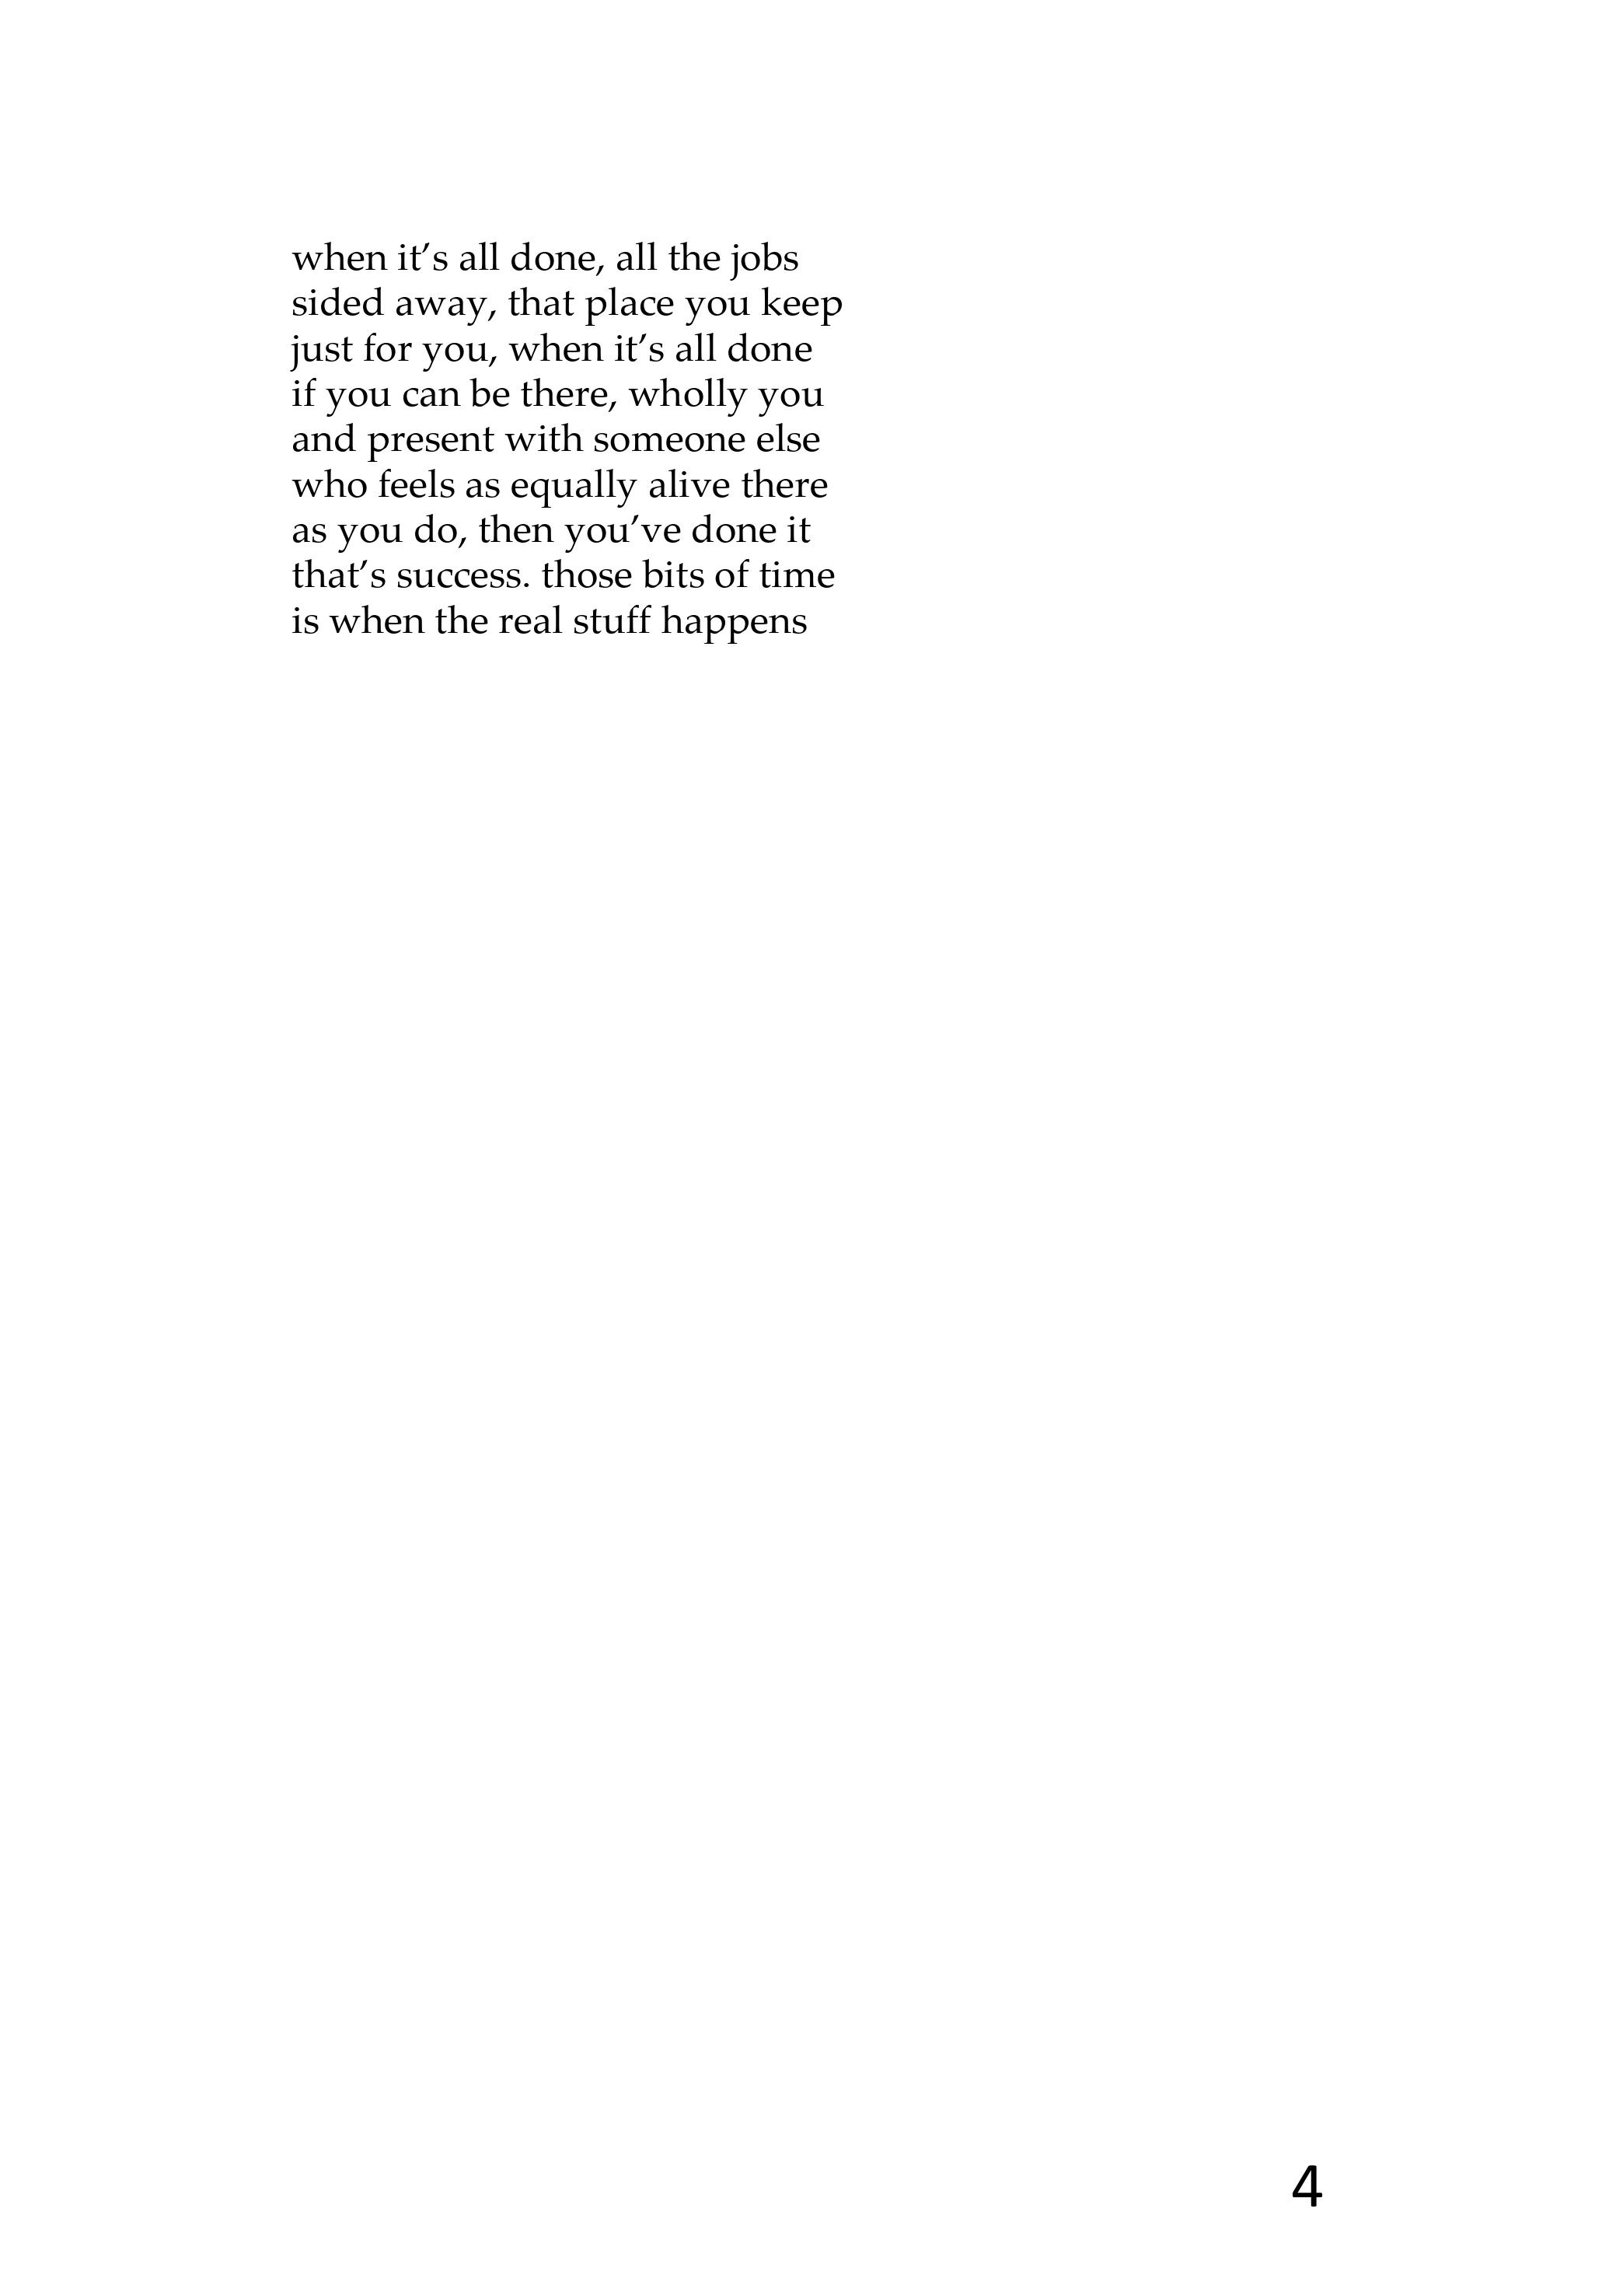 when it’s all done, all the jobs
sided away, that place you keep
just for you, when it’s all done
if you can be there, wholly you
and present with someone else
who feels as equally alive there
as you do, then you’ve done it
that’s success. those bits of time
is when the real stuff happens
4